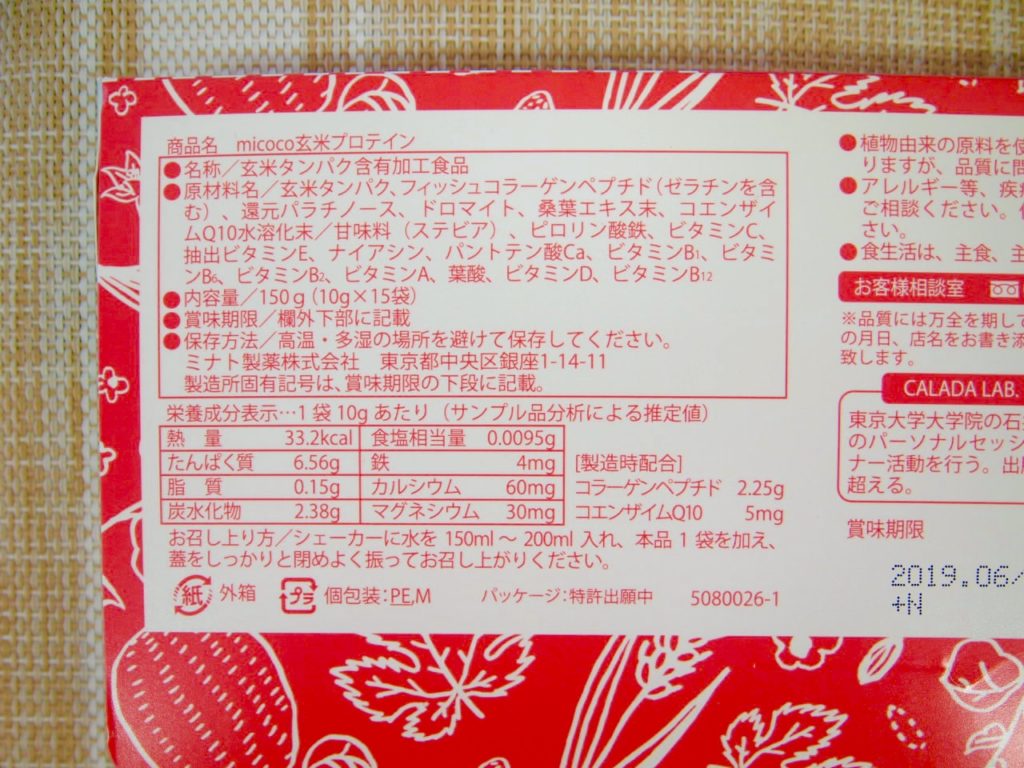 商品名 micoco玄米プロテイン
●名称／玄米タンパク含有加工食品
●原材料名／玄米タンパク、フィッシュコラーゲンペプチド（ゼラチンを含
む）、還元パラチノース、ドロマイト、桑葉エキス末、コエンザイ
ムQ10水溶化末／甘味料（ステビア）、ピロリン酸鉄、ビタミンC、
抽出ビタミンE、ナイアシン、パントテン酸Ca、ビタミンB1、ビタミ
ンB6、ビタミンB2、ビタミンA、葉酸、ビタミンD、ビタミンB12
●内容量／150g（10g×15袋）
●賞味期限／欄外下部に記載
●保存方法／高温・多湿の場所を避けて保存してください。
ミナト製薬株式会社 東京都中央区銀座1-14-11
製造所固有記号は、賞味期限の下段に記載。
栄養成分表示…1袋10gあたり（サンプル品分析による推定値）
熱量 33.2kcal 食塩相当量 0.0095g
たんぱく質 6.56g 鉄 4mg [製造時配合]
脂質 0.15g カルシウム 60mg コラーゲンペプチド 2.25g
炭水化物 2.38g マグネシウム 30mg コエンザイムQ10 5mg
お召し上り方／シェーカーに水を150ml～200ml入れ、本品1袋を加え、
蓋をしっかりと閉めよく振ってお召し上がりください。
紙 外箱 プラ 個包装：PE,M パッケージ：特許出願中 5080026-1
●植物由来の原料を使
りますが、品質に問
●アレルギー等、疾
ご相談ください。
さい。
●食生活は、主食、主
お客様相談室
※品質には万全を期して
の月日、店名をお書き添
致します。
CALADA LAB.
東京大学大学院の石
のパーソナルセッシ
ナー活動を行う。出
超える。
賞味期限
2019.06/
+N